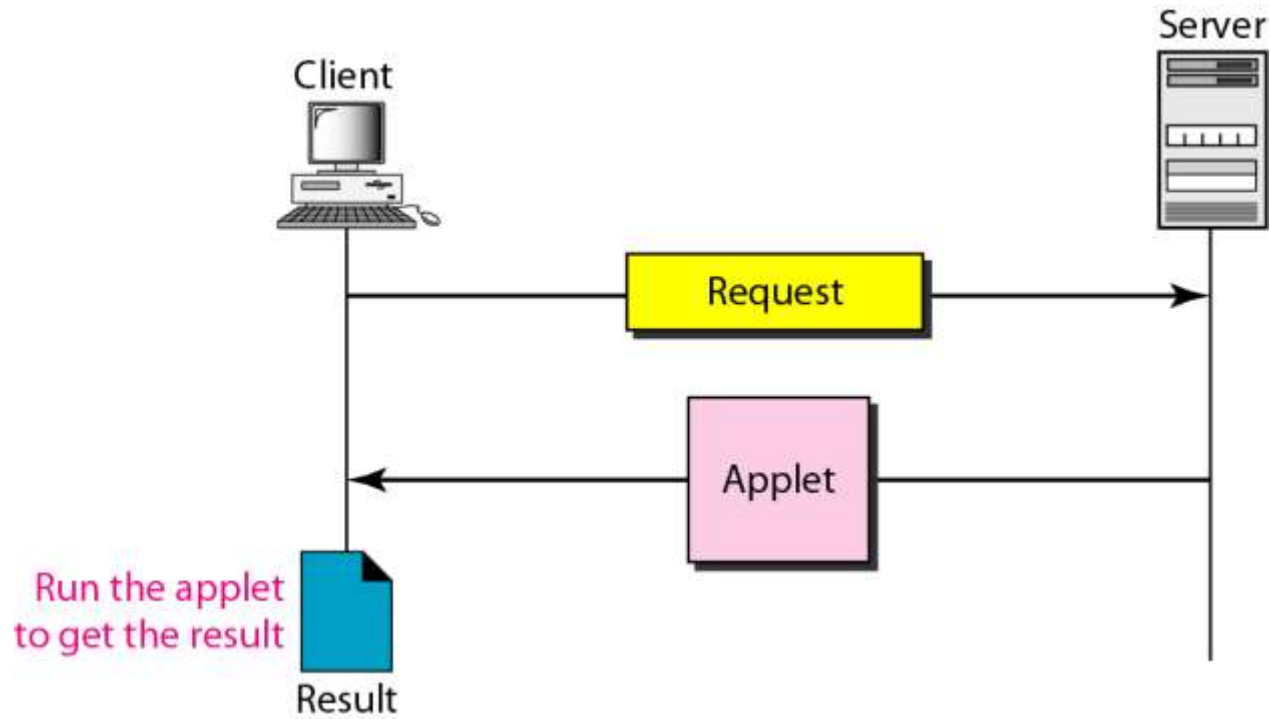 Server
Client
Request
Applet
Run the applet
to get the result
Result